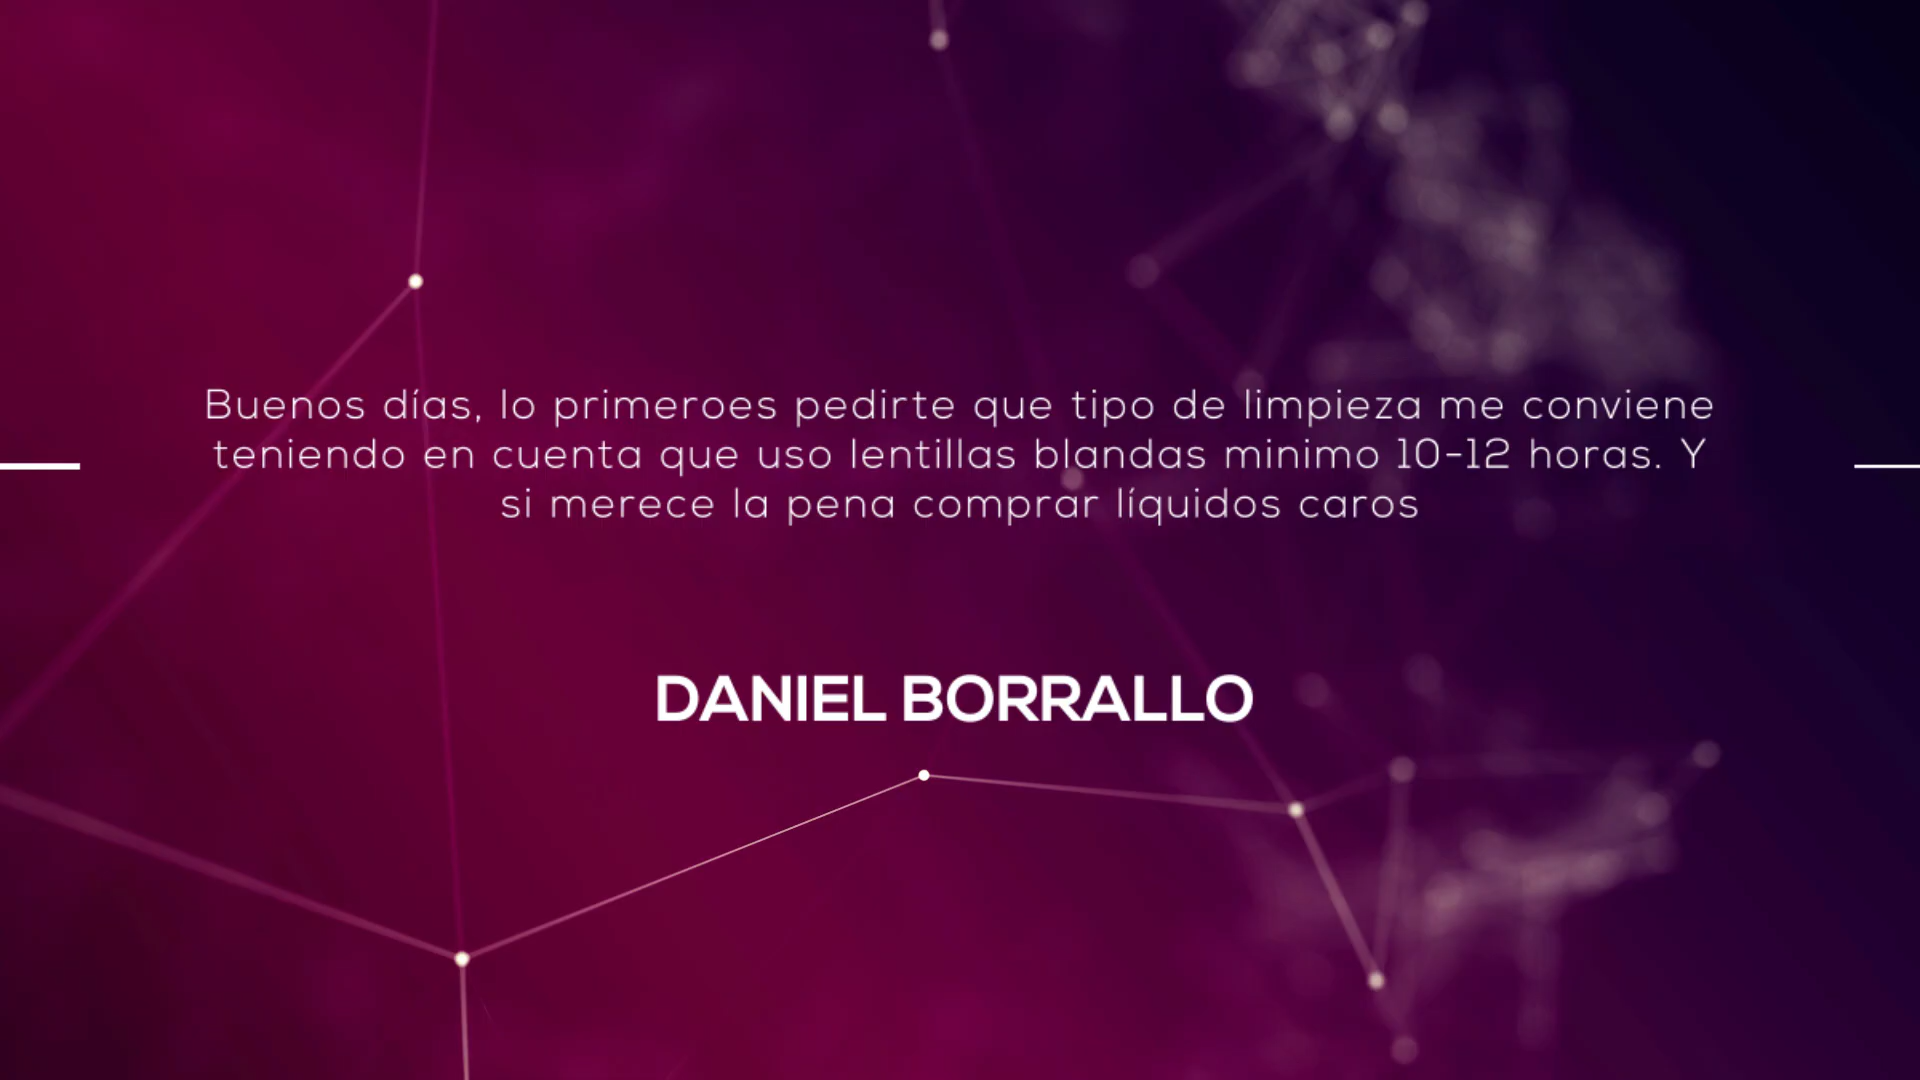 Buenos días, lo primeroes pedirte que tipo de limpieza me conviene
teniendo en cuenta que uso lentillas blandas minimo 10-12 horas. Y
si merece la pena comprar líquidos caros
DANIEL BORRALLO